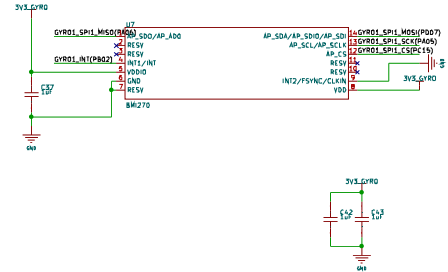 3V3_GYRO
U7
GYRO1_SPI1_MISO(PA06)
1 AP_SDO/AP_AD0
2 RESV
3 RESV
GYRO1_INT(PB02)
4 INT1/INT
5 VDDIO
6 GND
7 RESV
BMI270
AP_SDA/AP_SDIO/AP_SDI 14
GYRO1_SPI1_MOSI(PD07)
AP_SCL/AP_SCLK 13
GYRO1_SPI1_SCK(PA05)
AP_CS 12
GYRO1_SPI1_CS(PC15)
RESV 11
RESV 10
INT2/FSYNC/CLKIN 9
VDD 8
GND
3V3_GYRO
C37
1uF
GND
3V3_GYRO
C42
1uF
C43
1uF
GND